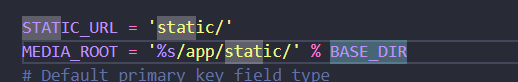 STATIC_URL = 'static/'
MEDIA_ROOT = '%s/app/static/' % BASE_DIR
# Default primary key field type